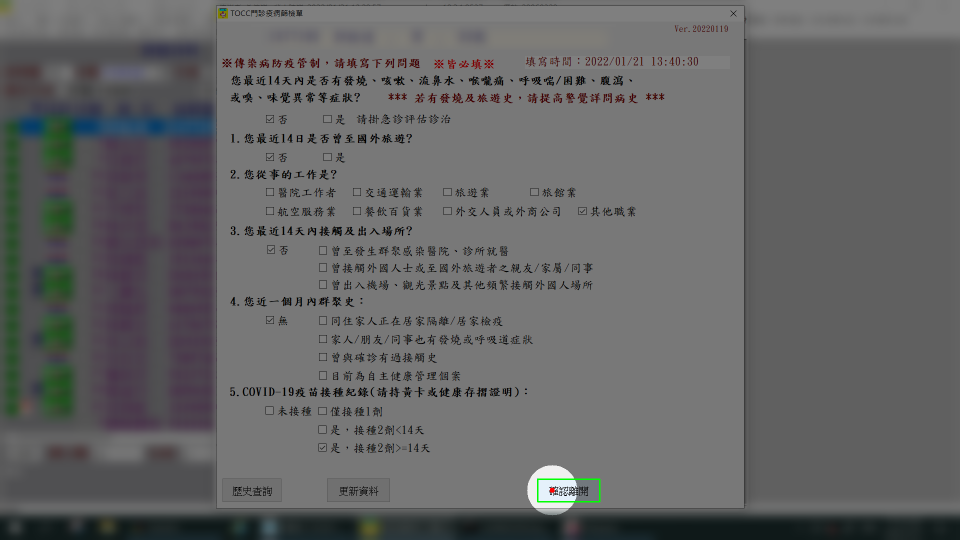 TOCC門診疫病篩檢單
Ver.20220119
※傳染病防疫管制，請填寫下列問題 ※皆必填※ 填寫時間：2022/01/21 13:40:30
您最近14天內是否有發燒、咳嗽、流鼻水、喉嚨痛、呼吸喘/困難、腹瀉、
或嗅、味覺異常等症狀? *** 若有發燒及旅遊史，請提高警覺詳問病史 ***
否 是 請掛急診評估診治
1.您最近14日是否曾至國外旅遊?
否 是
2.您從事的工作是?
醫院工作者 交通運輸業 旅遊業 旅館業
航空服務業 餐飲百貨業 外交人員或外商公司 其他職業
3.您最近14天內接觸及出入場所?
否 曾至發生群聚感染醫院、診所就醫
曾接觸外國人士或至國外旅遊者之親友/家屬/同事
曾出入機場、觀光景點及其他頻繁接觸外國人場所
4.您近一個月內群聚史：
無 同住家人正在居家隔離/居家檢疫
家人/朋友/同事也有發燒或呼吸道症狀
曾與確診有過接觸史
目前為自主健康管理個案
5.COVID-19疫苗接種紀錄(請持黃卡或健康存摺證明)：
未接種 僅接種1劑
是，接種2劑<14天
是，接種2劑>=14天
歷史查詢 更新資料 確認離開